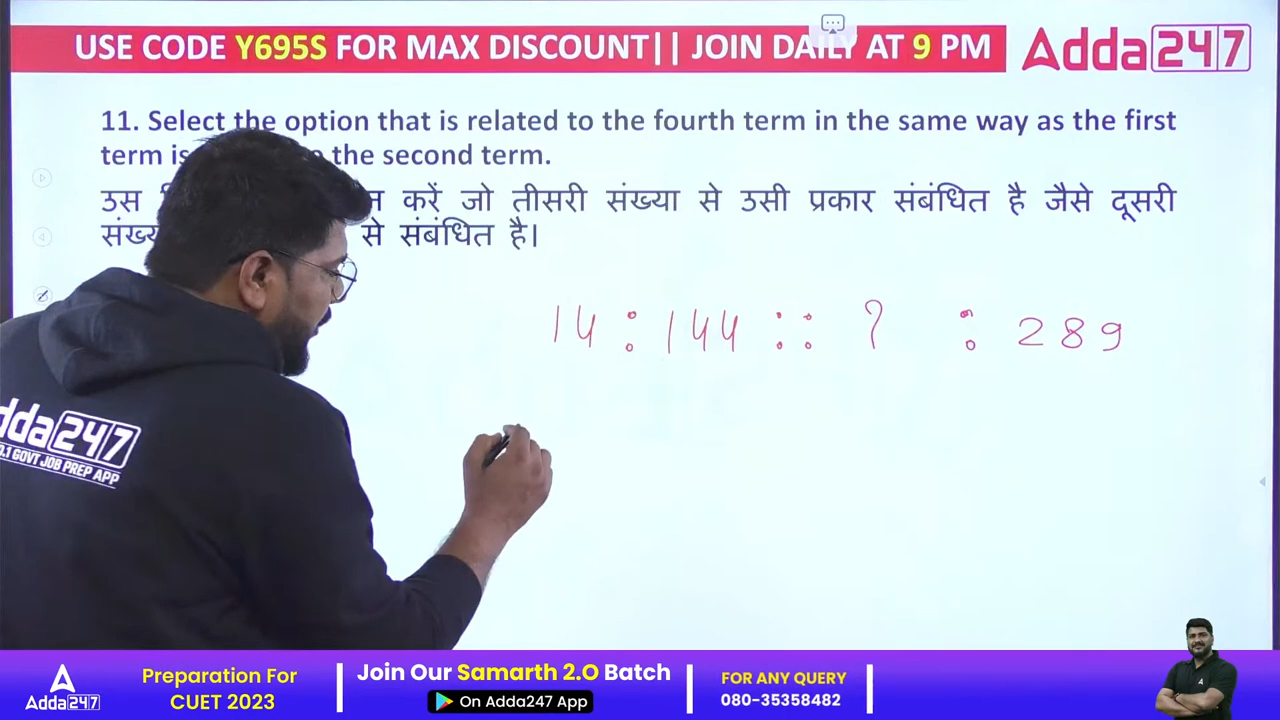 USE CODE Y695S FOR MAX DISCOUNT|| JOIN DAILY AT 9 PM
Adda247
11. Select the option that is related to the fourth term in the same way as the first
term is the second term.
उस करें जो तीसरी संख्या से उसी प्रकार संबंधित है जैसे दूसरी
से संबंधित है।
14 : 144 :: ? : 289
Adda247
GOVT JOB PREP APP
Adda247
Preparation For
CUET 2023
Join Our Samarth 2.O Batch
On Adda247 App
FOR ANY QUERY
080-35358482